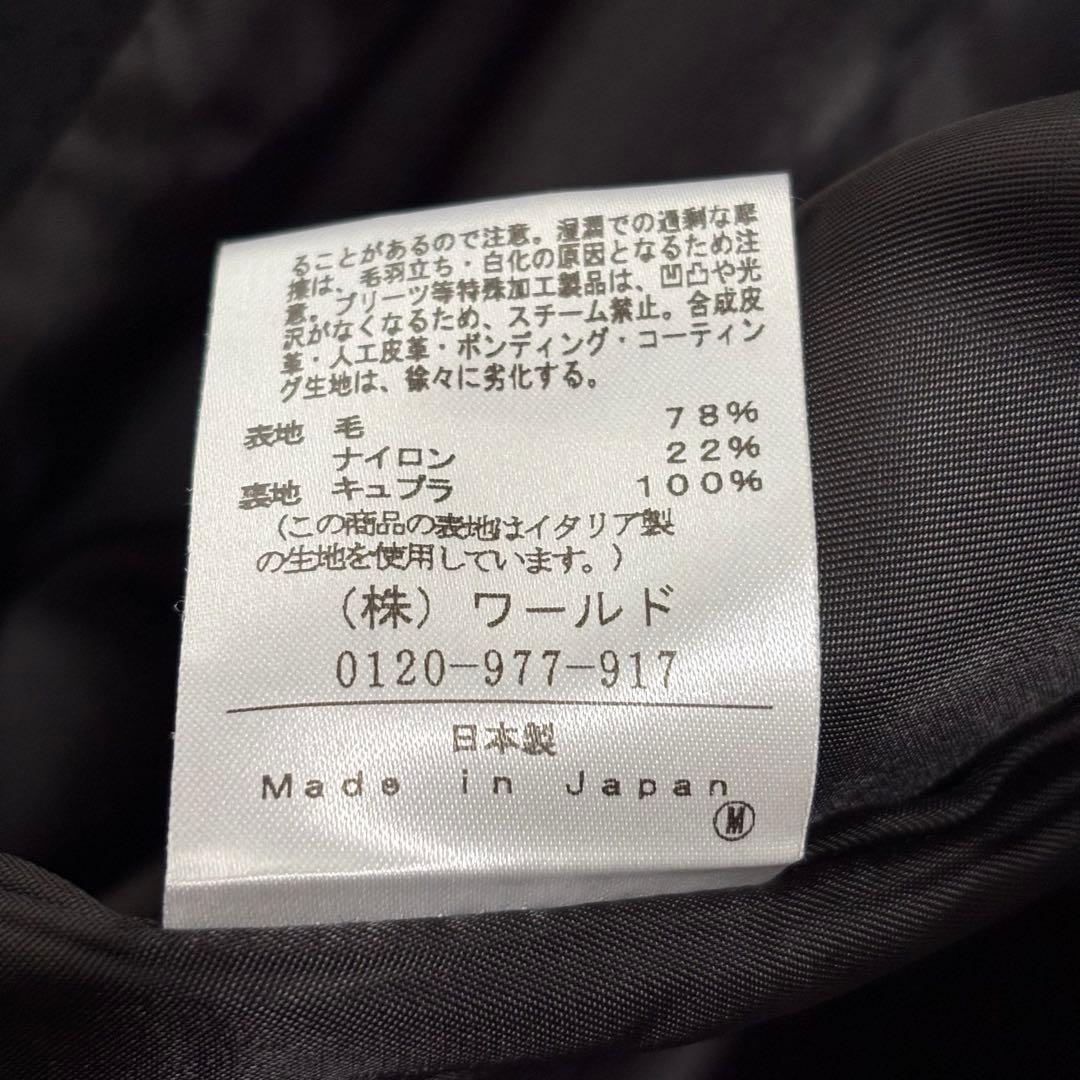 ることがあるので注意。湿潤での過剰な摩
擦は、毛羽立ち・白化の原因となるため注
意。プリーツ等特殊加工製品は、凹凸や光
沢がなくなるため、スチーム禁止。合成皮
革・人工皮革・ボンディング・コーティン
グ生地は、徐々に劣化する。
表地 毛 78%
ナイロン 22%
裏地 キュプラ 100%
(この商品の表地はイタリア製
の生地を使用しています。)
(株) ワールド
0120-977-917
日本製
Made in Japan
M